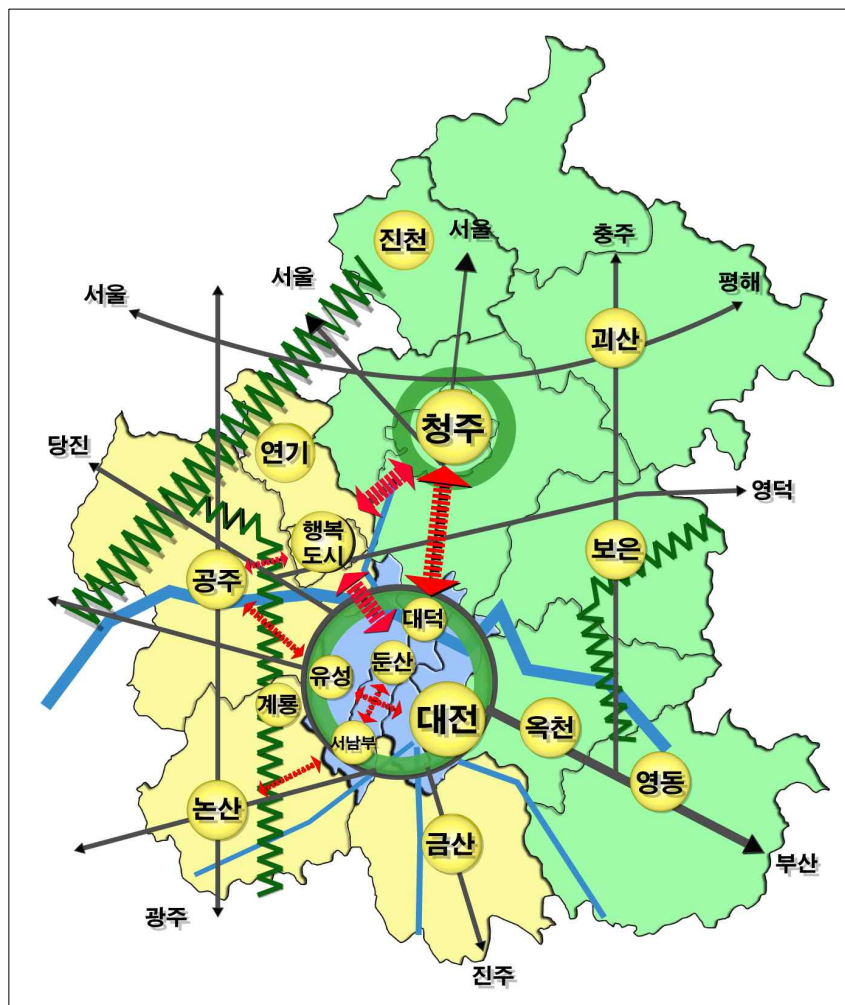 진천
서울
충주
평해
서울
서울
괴산
청주
당진
연기
영덕
행복
도시
보은
공주
대덕
둔산
유성
계룡
대전
옥천
서남부
영동
논산
금산
부산
광주
진주